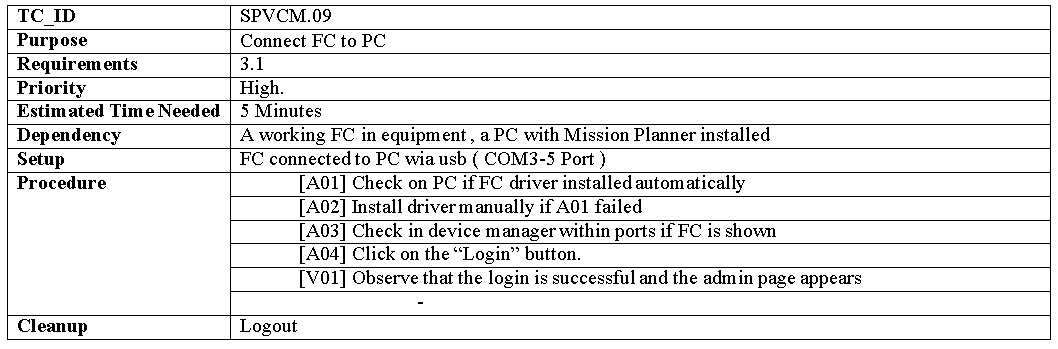 TC_ID SPVCM.09
Purpose Connect FC to PC
Requirements 3.1
Priority High.
Estimated Time Needed 5 Minutes
Dependency A working FC in equipment , a PC with Mission Planner installed
Setup FC connected to PC wia usb ( COM3-5 Port )
Procedure [A01] Check on PC if FC driver installed automatically
[A02] Install driver manually if A01 failed
[A03] Check in device manager within ports if FC is shown
[A04] Click on the “Login” button.
[V01] Observe that the login is successful and the admin page appears
-
Cleanup Logout